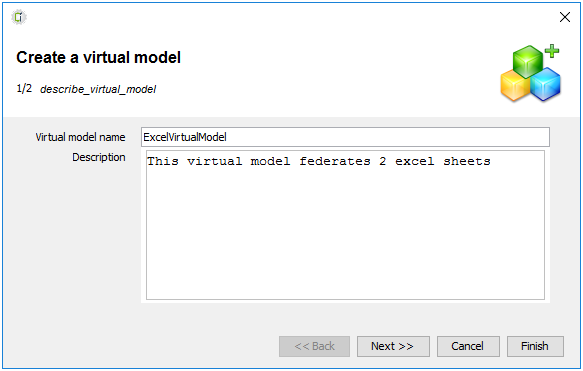 Create a virtual model
1/2 describe_virtual_model
Virtual model name ExcelVirtualModel
Description This virtual model federates 2 excel sheets
<< Back Next >> Cancel Finish